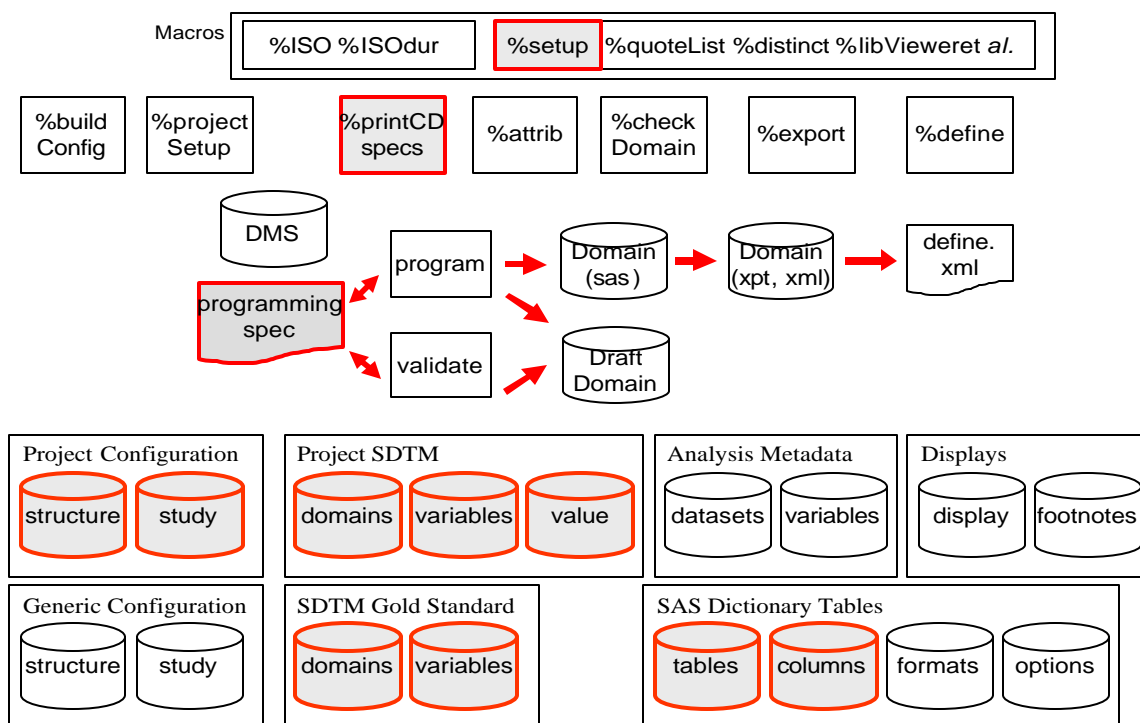 Macros
%ISO %ISOdur
%setup
%quoteList %distinct %libVieweret al.
%build
Config
%project
Setup
%printCD
specs
%attrib
%check
Domain
%export
%define
DMS
programming
spec
program
validate
Domain
(sas)
Draft
Domain
Domain
(xpt, xml)
define.
xml
Project Configuration
structure
study
Project SDTM
domains
variables
value
Analysis Metadata
datasets
variables
Displays
display
footnotes
Generic Configuration
structure
study
SDTM Gold Standard
domains
variables
SAS Dictionary Tables
tables
columns
formats
options